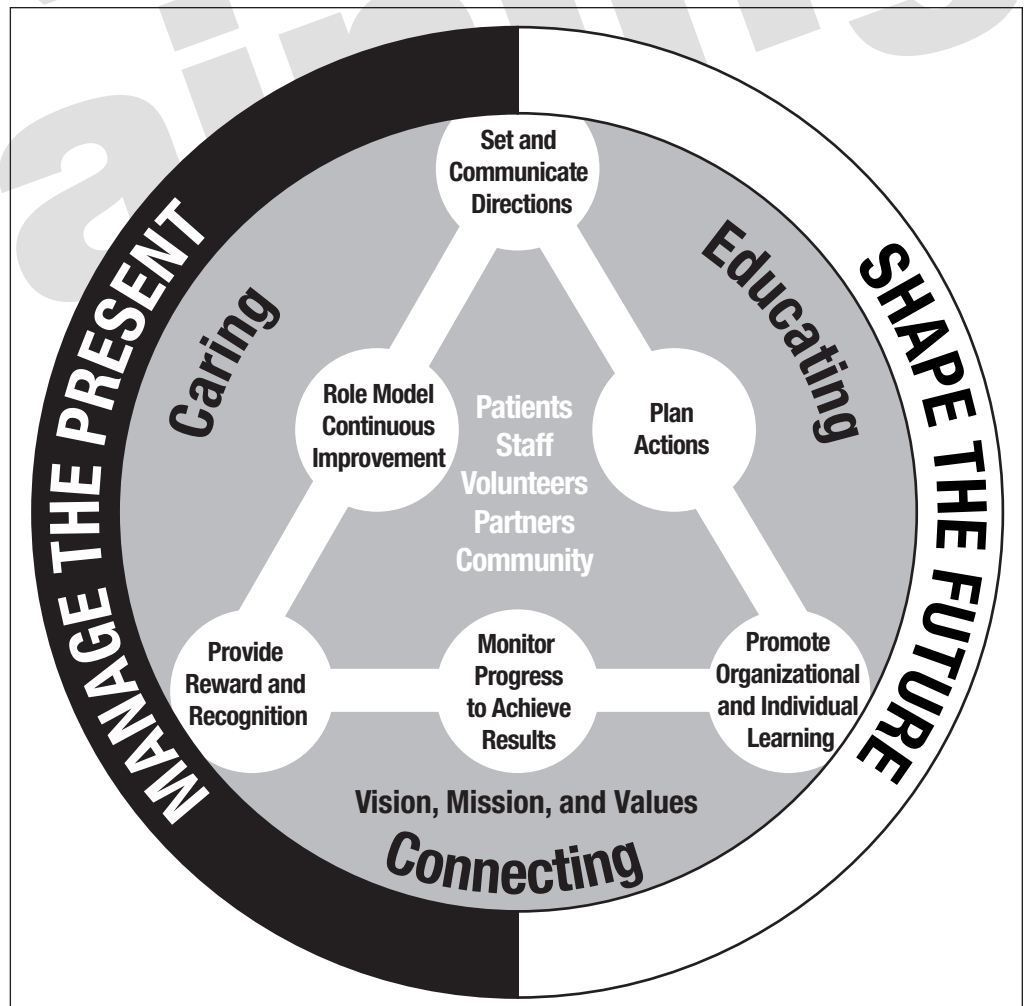 Set and
Communicate
Directions
MANAGE THE PRESENT
SHAPE THE FUTURE
Caring
Educating
Role Model
Continuous
Improvement
Patients
Staff
Volunteers
Partners
Community
Plan
Actions
Provide
Reward and
Recognition
Monitor
Progress
to Achieve
Results
Promote
Organizational
and Individual
Learning
Vision, Mission, and Values
Connecting